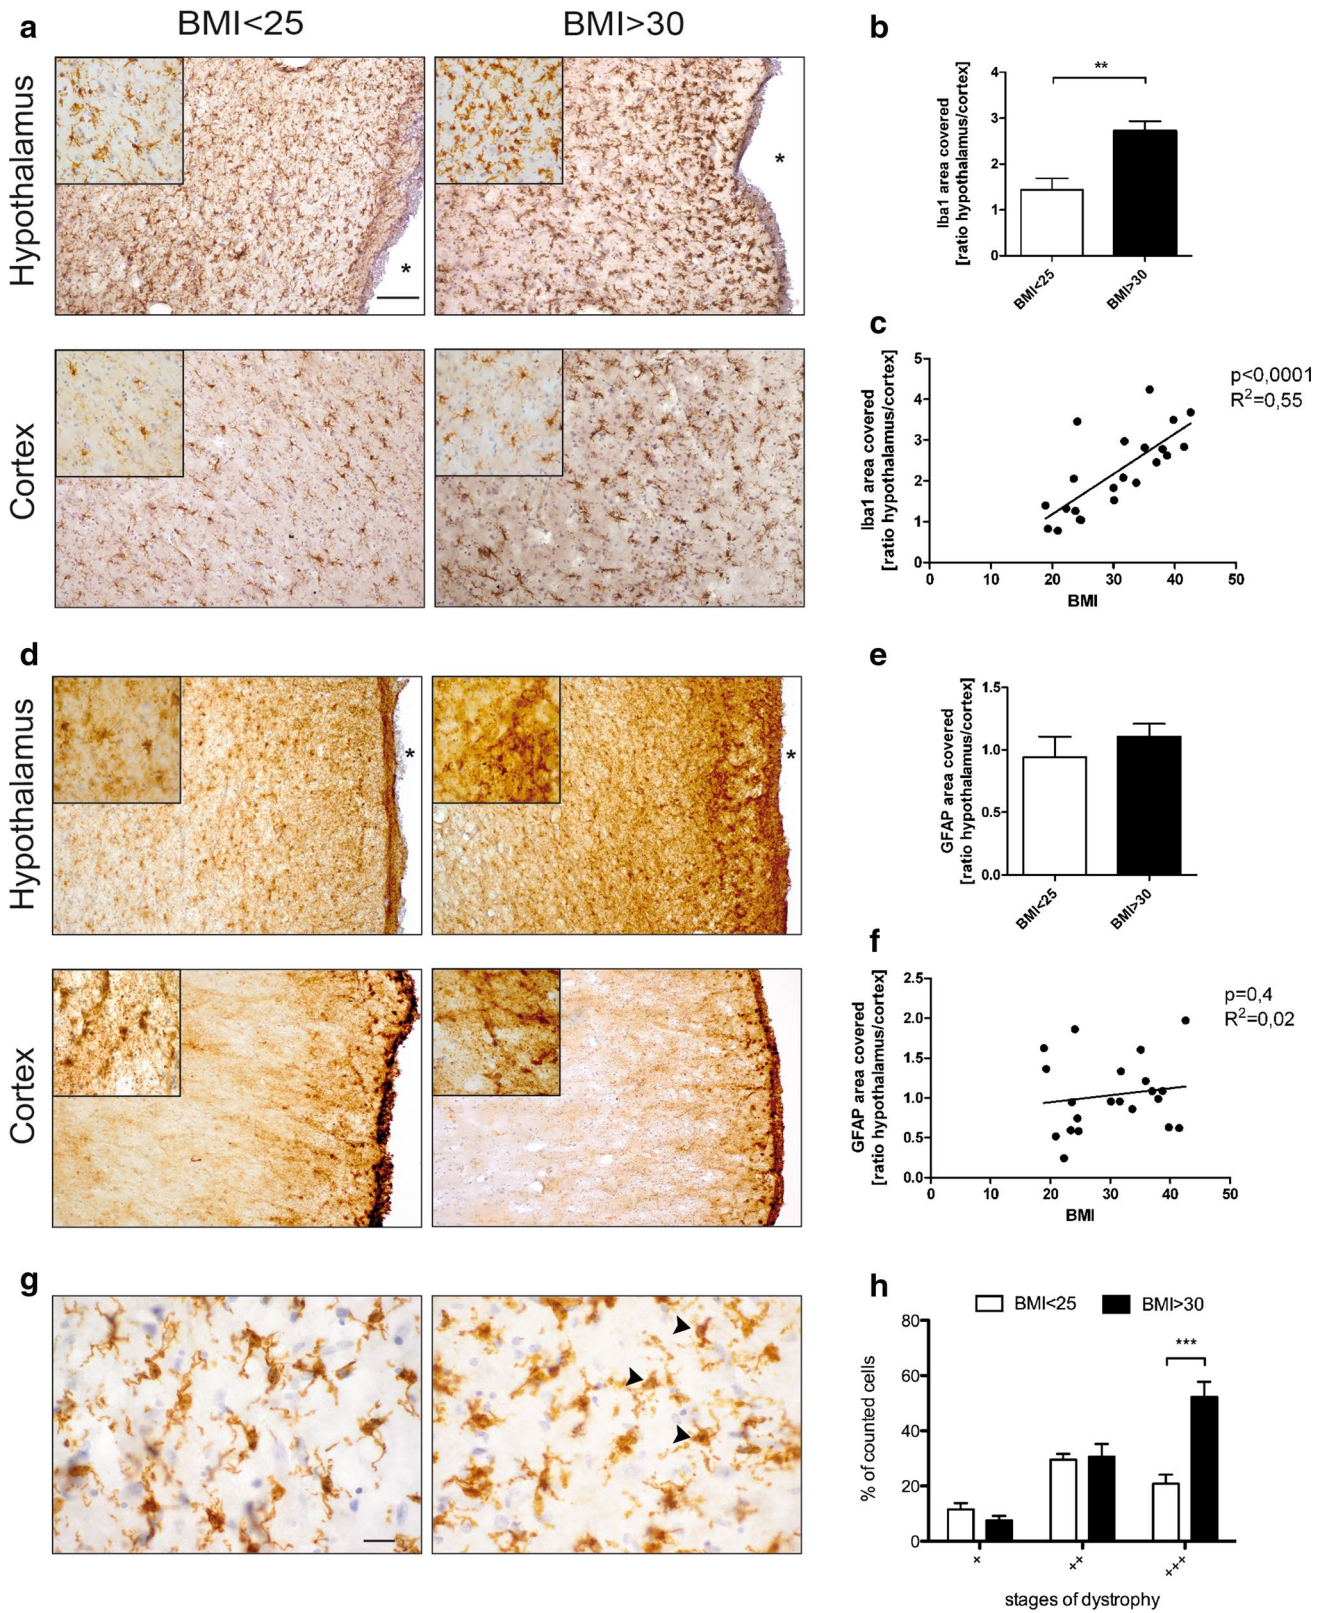 a
BMI<25
BMI>30
Hypothalamus
*
*
Cortex
b
Iba1 area covered
[ratio hypothalamus/cortex]
4
3
2
1
0
**
BMI<25
BMI>30
c
Iba1 area covered
[ratio hypothalamus/cortex]
5
4
3
2
1
0
0
10
20
30
40
50
BMI
p<0,0001
R²=0,55
d
Hypothalamus
*
*
Cortex
e
GFAP area covered
[ratio hypothalamus/cortex]
1.5
1.0
0.5
0.0
BMI<25
BMI>30
f
GFAP area covered
[ratio hypothalamus/cortex]
2.5
2.0
1.5
1.0
0.5
0.0
0
10
20
30
40
50
BMI
p=0,4
R²=0,02
g
h
BMI<25
BMI>30
% of counted cells
80
60
40
20
0
***
+
++
+++
stages of dystrophy